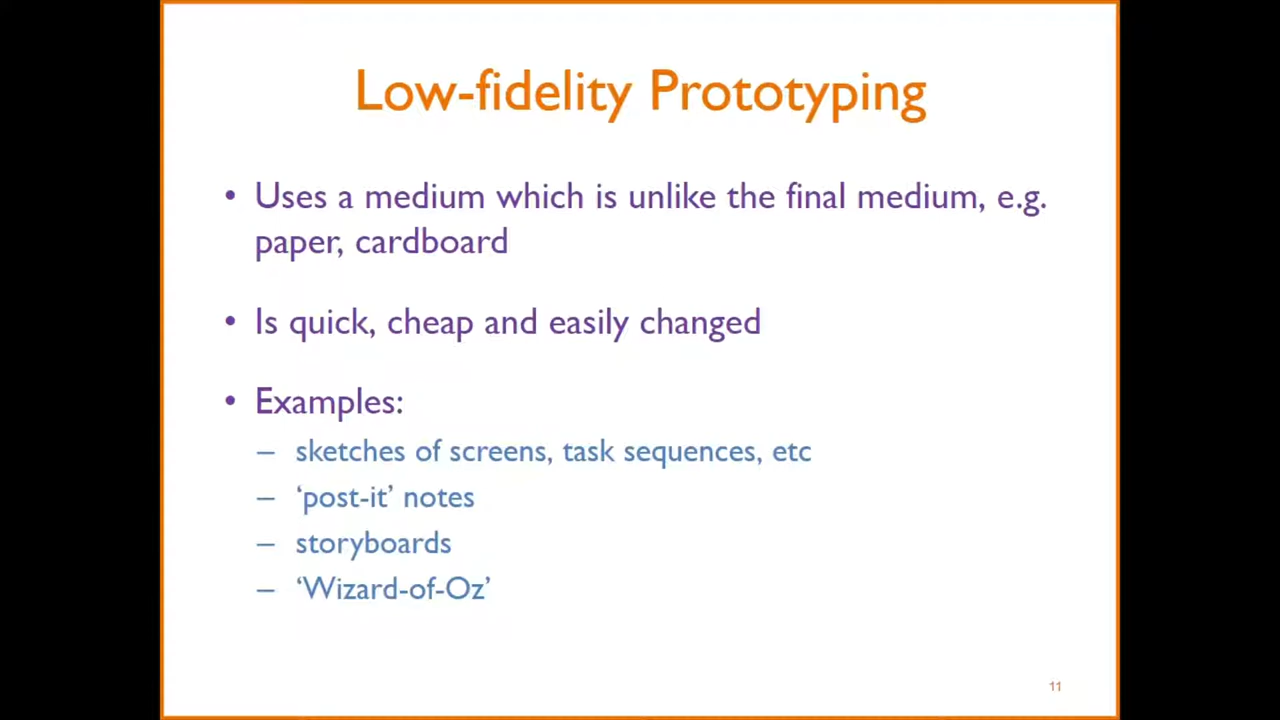 Low-fidelity Prototyping
• Uses a medium which is unlike the final medium, e.g.
paper, cardboard
• Is quick, cheap and easily changed
• Examples:
– sketches of screens, task sequences, etc
– ‘post-it’ notes
– storyboards
– ‘Wizard-of-Oz’
11